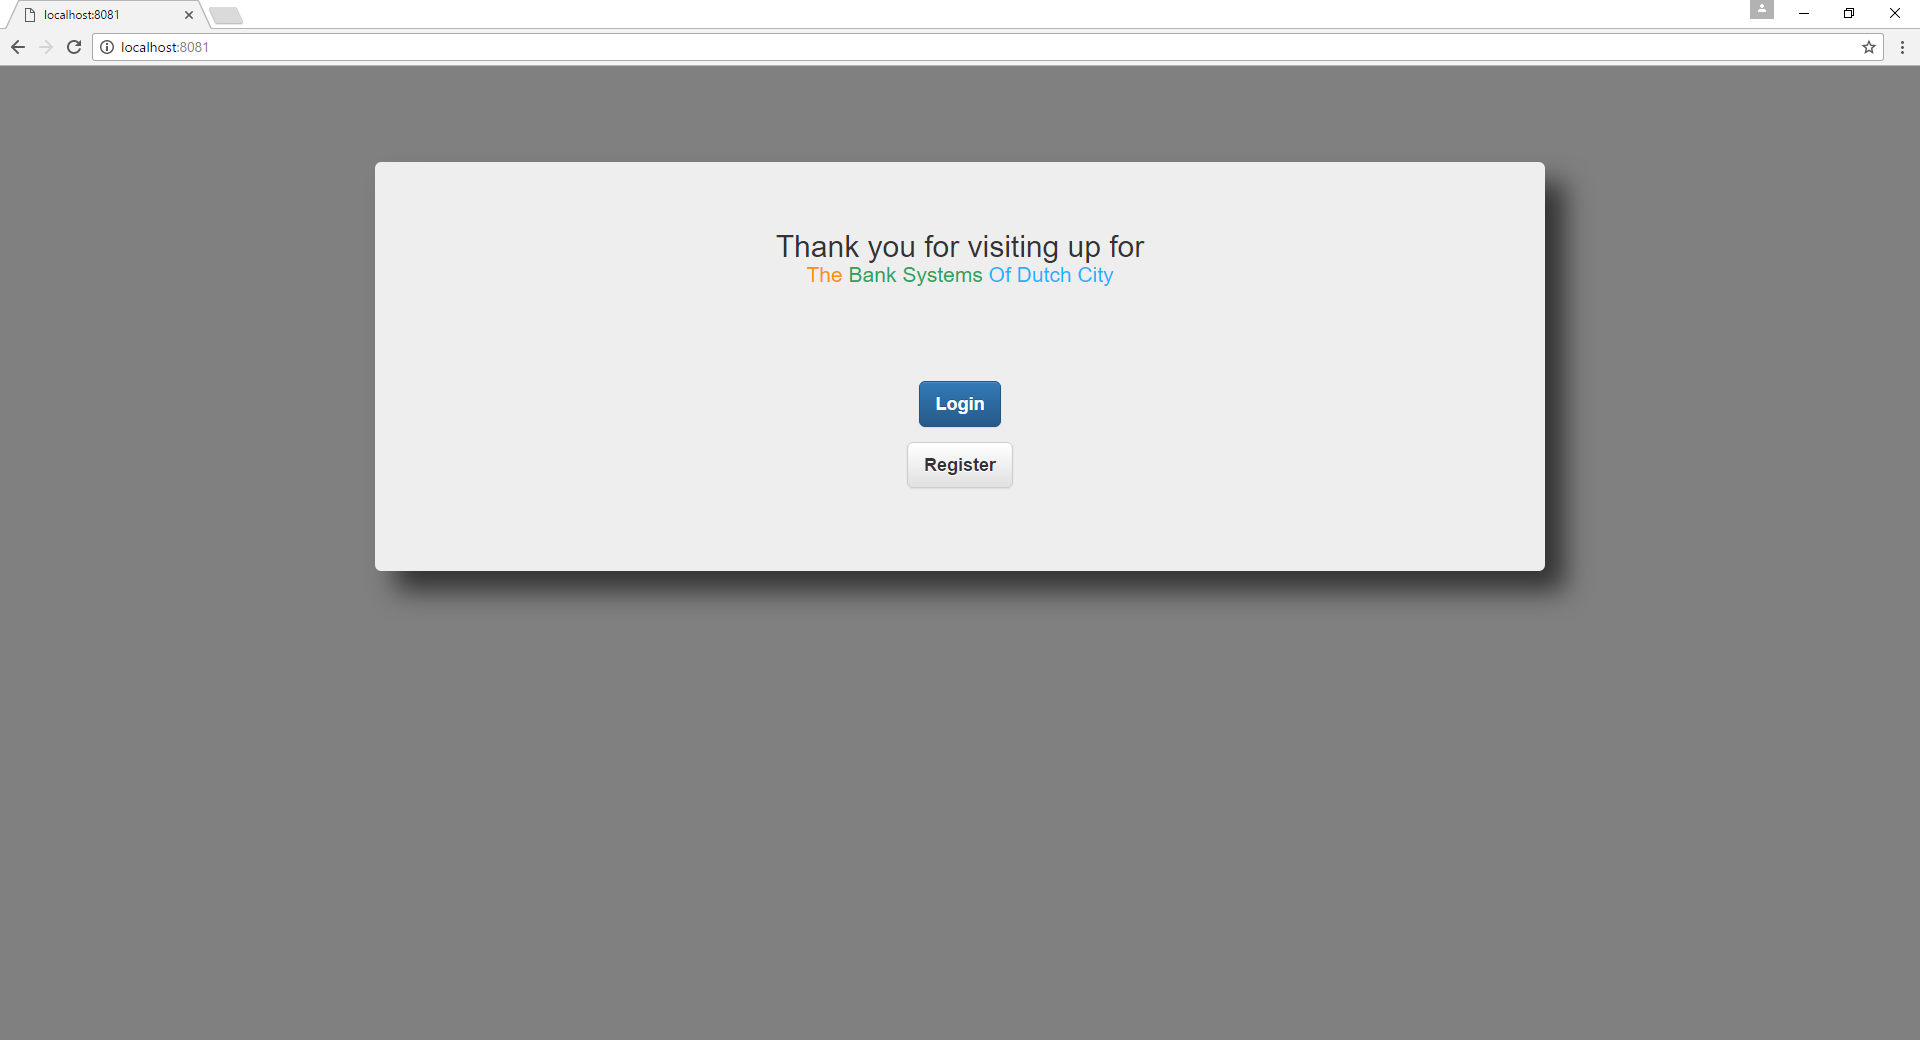 localhost:8081
localhost:8081
Thank you for visiting up for
The Bank Systems Of Dutch City
Login
Register